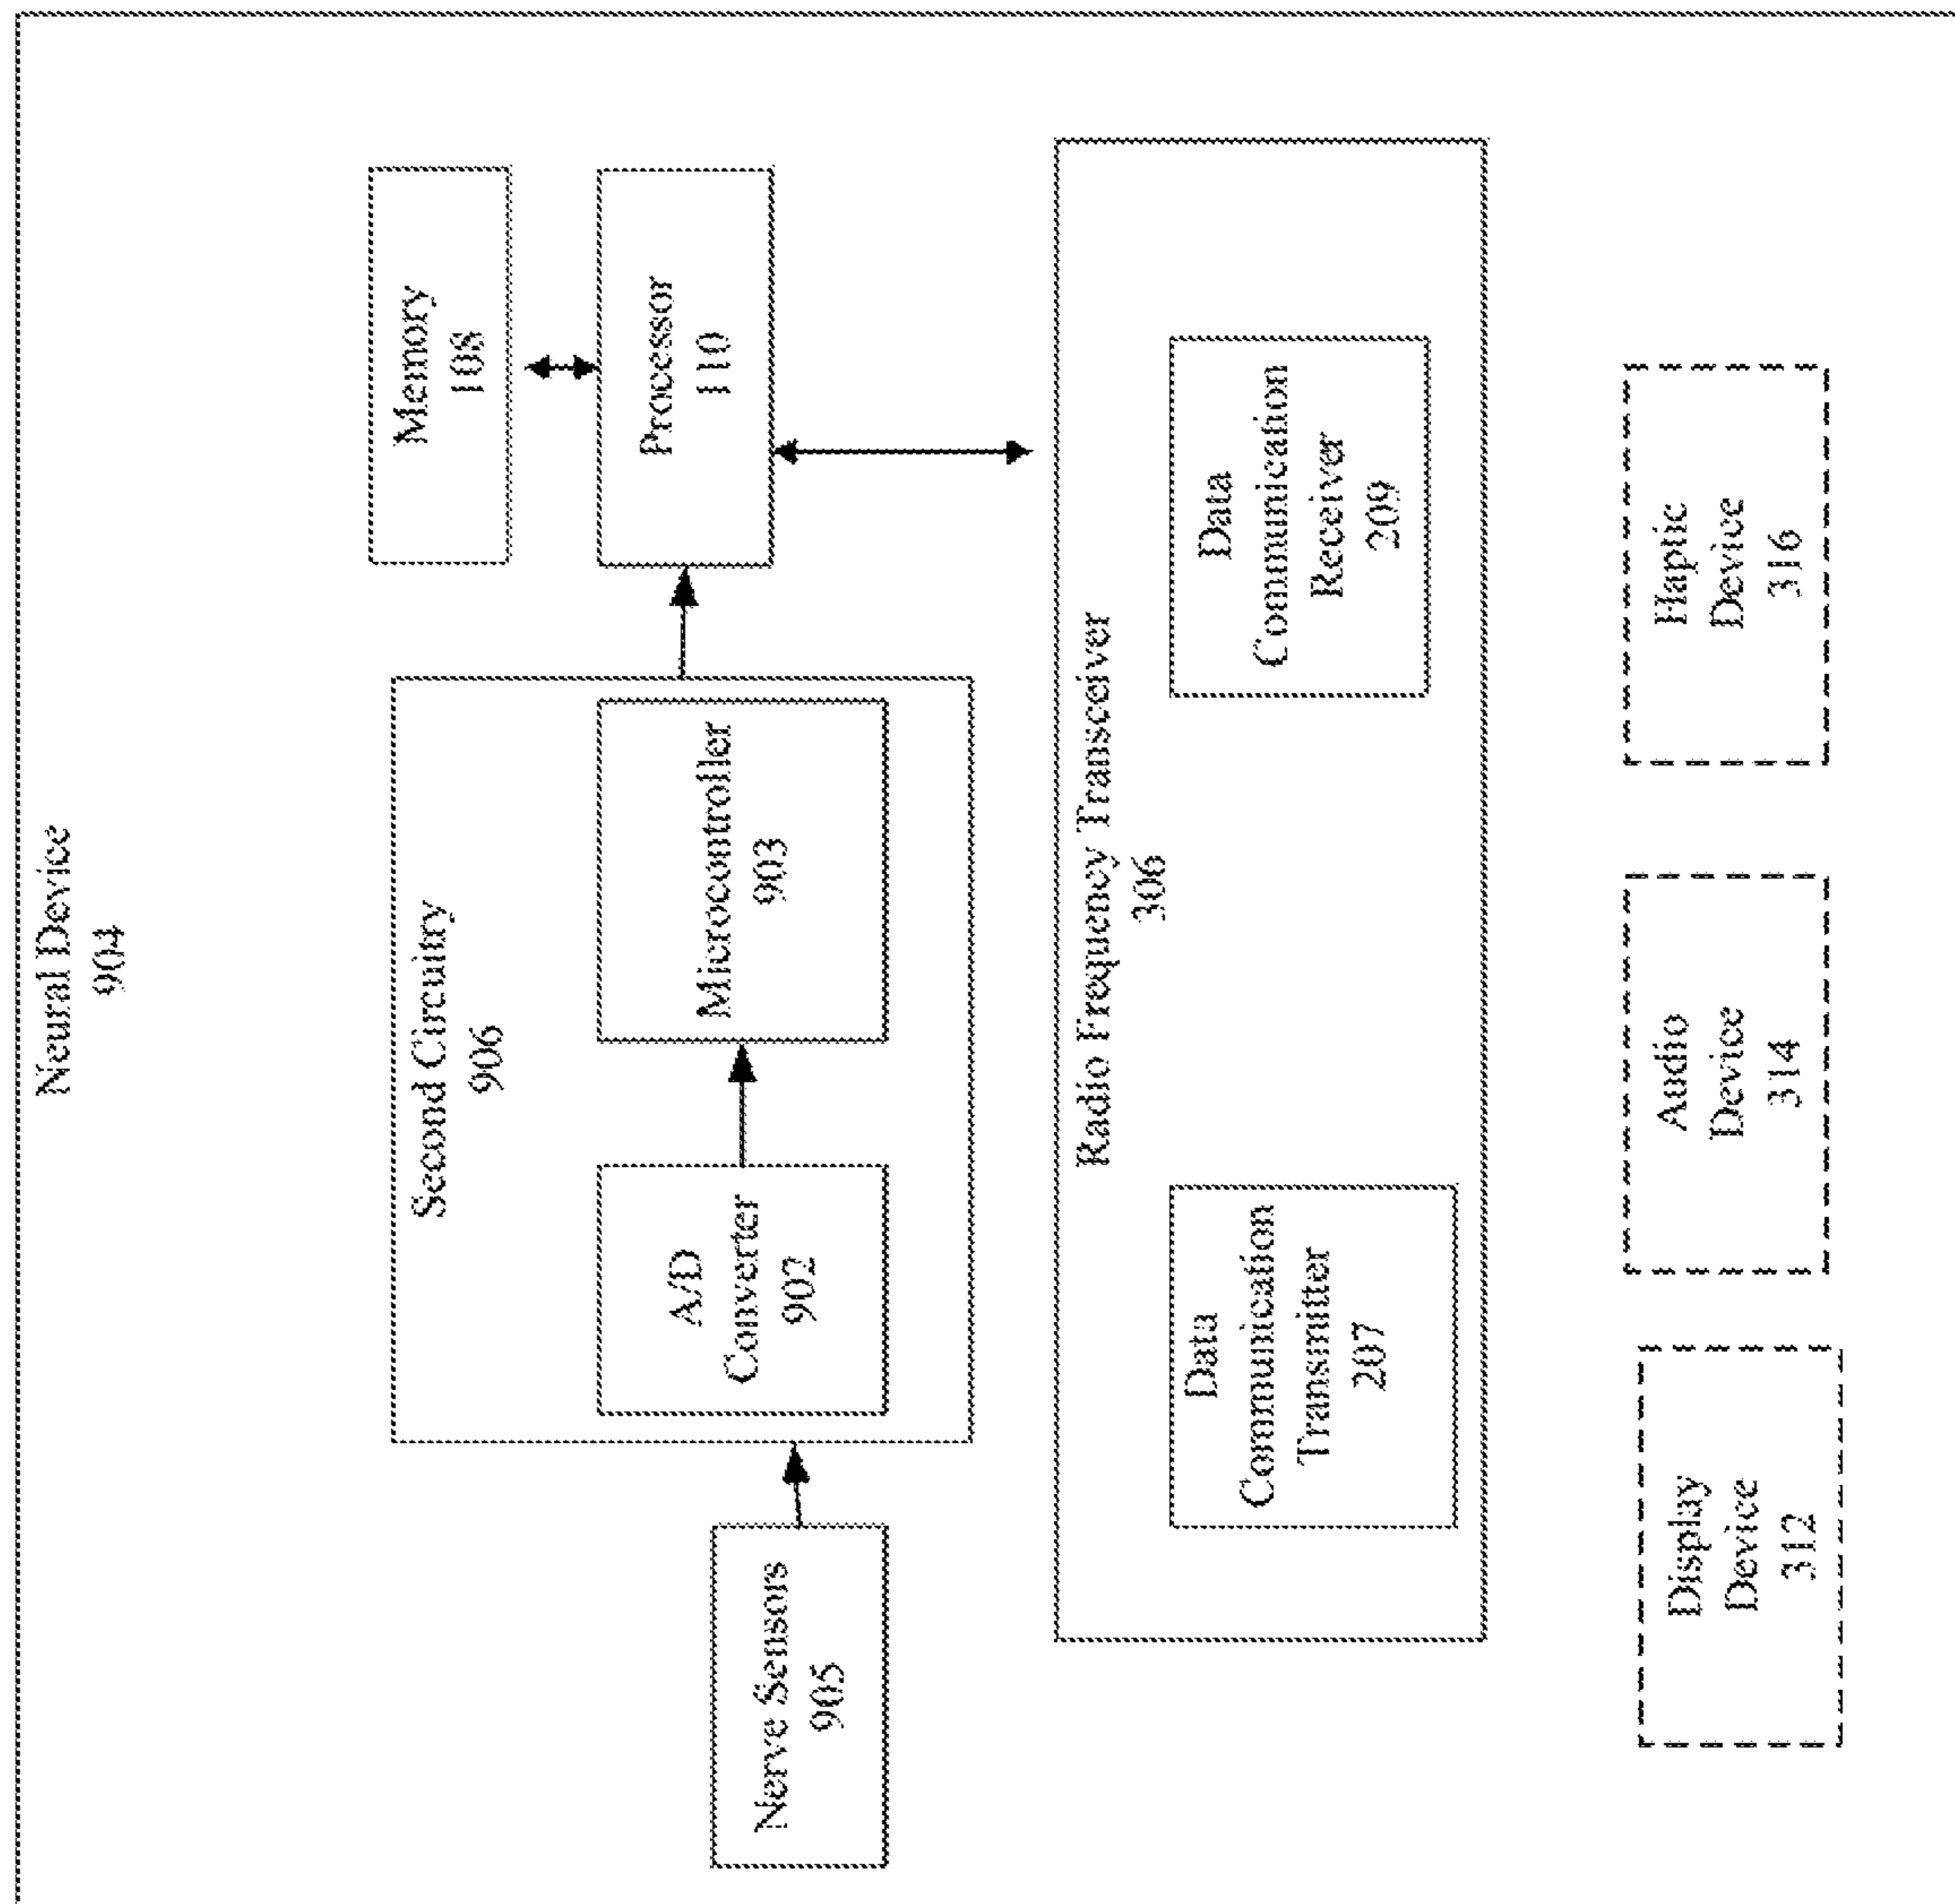 Neural Device
904
Memory
108
Second Circuitry
906
Processor
110
A/D
Converter
902
Microcontroller
903
Nerve Sensors
905
Radio Frequency Transceiver
306
Data
Communication
Transmitter
207
Data
Communication
Receiver
209
Display
Device
312
Audio
Device
314
Haptic
Device
316